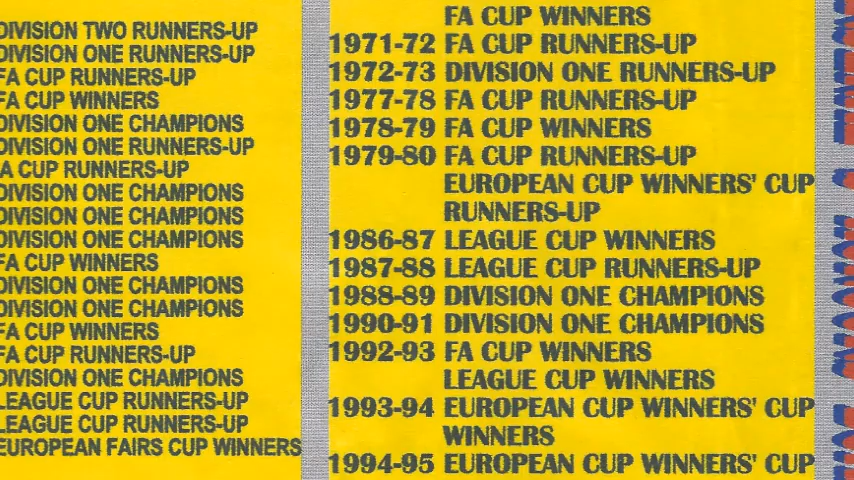 DIVISION TWO RUNNERS-UP
DIVISION ONE RUNNERS-UP
FA CUP RUNNERS-UP
FA CUP WINNERS
DIVISION ONE CHAMPIONS
DIVISION ONE RUNNERS-UP
FA CUP RUNNERS-UP
DIVISION ONE CHAMPIONS
DIVISION ONE CHAMPIONS
DIVISION ONE CHAMPIONS
FA CUP WINNERS
DIVISION ONE CHAMPIONS
DIVISION ONE CHAMPIONS
FA CUP WINNERS
FA CUP RUNNERS-UP
DIVISION ONE CHAMPIONS
LEAGUE CUP RUNNERS-UP
LEAGUE CUP RUNNERS-UP
EUROPEAN FAIRS CUP WINNERS
FA CUP WINNERS
1971-72 FA CUP RUNNERS-UP
1972-73 DIVISION ONE RUNNERS-UP
1977-78 FA CUP RUNNERS-UP
1978-79 FA CUP WINNERS
1979-80 FA CUP RUNNERS-UP
EUROPEAN CUP WINNERS' CUP
RUNNERS-UP
1986-87 LEAGUE CUP WINNERS
1987-88 LEAGUE CUP RUNNERS-UP
1988-89 DIVISION ONE CHAMPIONS
1990-91 DIVISION ONE CHAMPIONS
1992-93 FA CUP WINNERS
LEAGUE CUP WINNERS
1993-94 EUROPEAN CUP WINNERS' CUP
WINNERS
1994-95 EUROPEAN CUP WINNERS' CUP